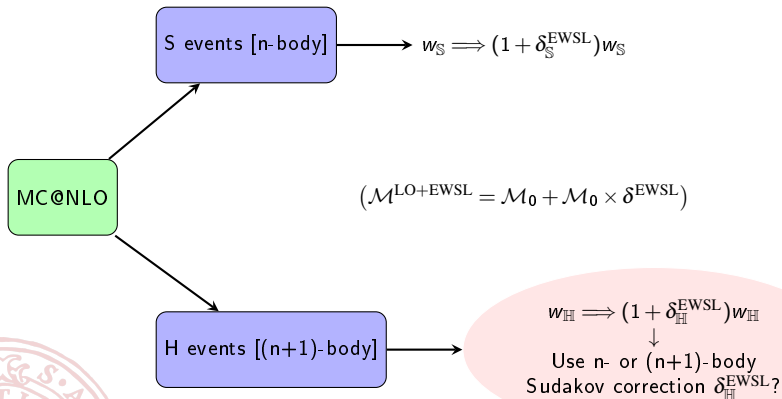 S events [n-body]
w_𝕊 ⟹ (1 + δ_𝕊^EWSL)w_𝕊
MC@NLO
(ℳ^LO+EWSL = ℳ_0 + ℳ_0 × δ^EWSL)
H events [(n+1)-body]
w_ℍ ⟹ (1 + δ_ℍ^EWSL)w_ℍ
↓
Use n- or (n+1)-body
Sudakov correction δ_ℍ^EWSL?